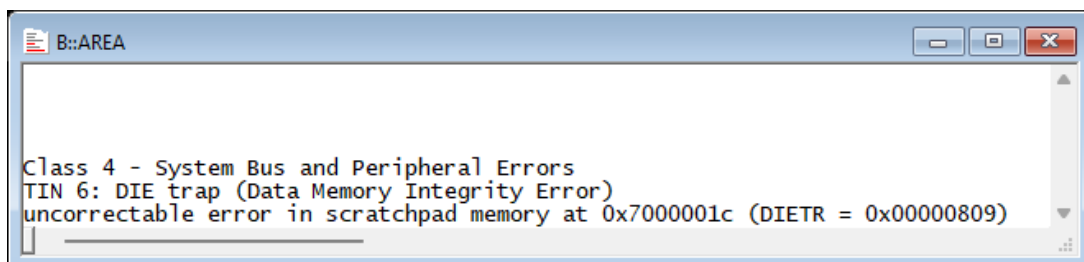 B::AREA
Class 4 - System Bus and Peripheral Errors
TIN 6: DIE trap (Data Memory Integrity Error)
uncorrectable error in scratchpad memory at 0x7000001c (DIETR = 0x00000809)